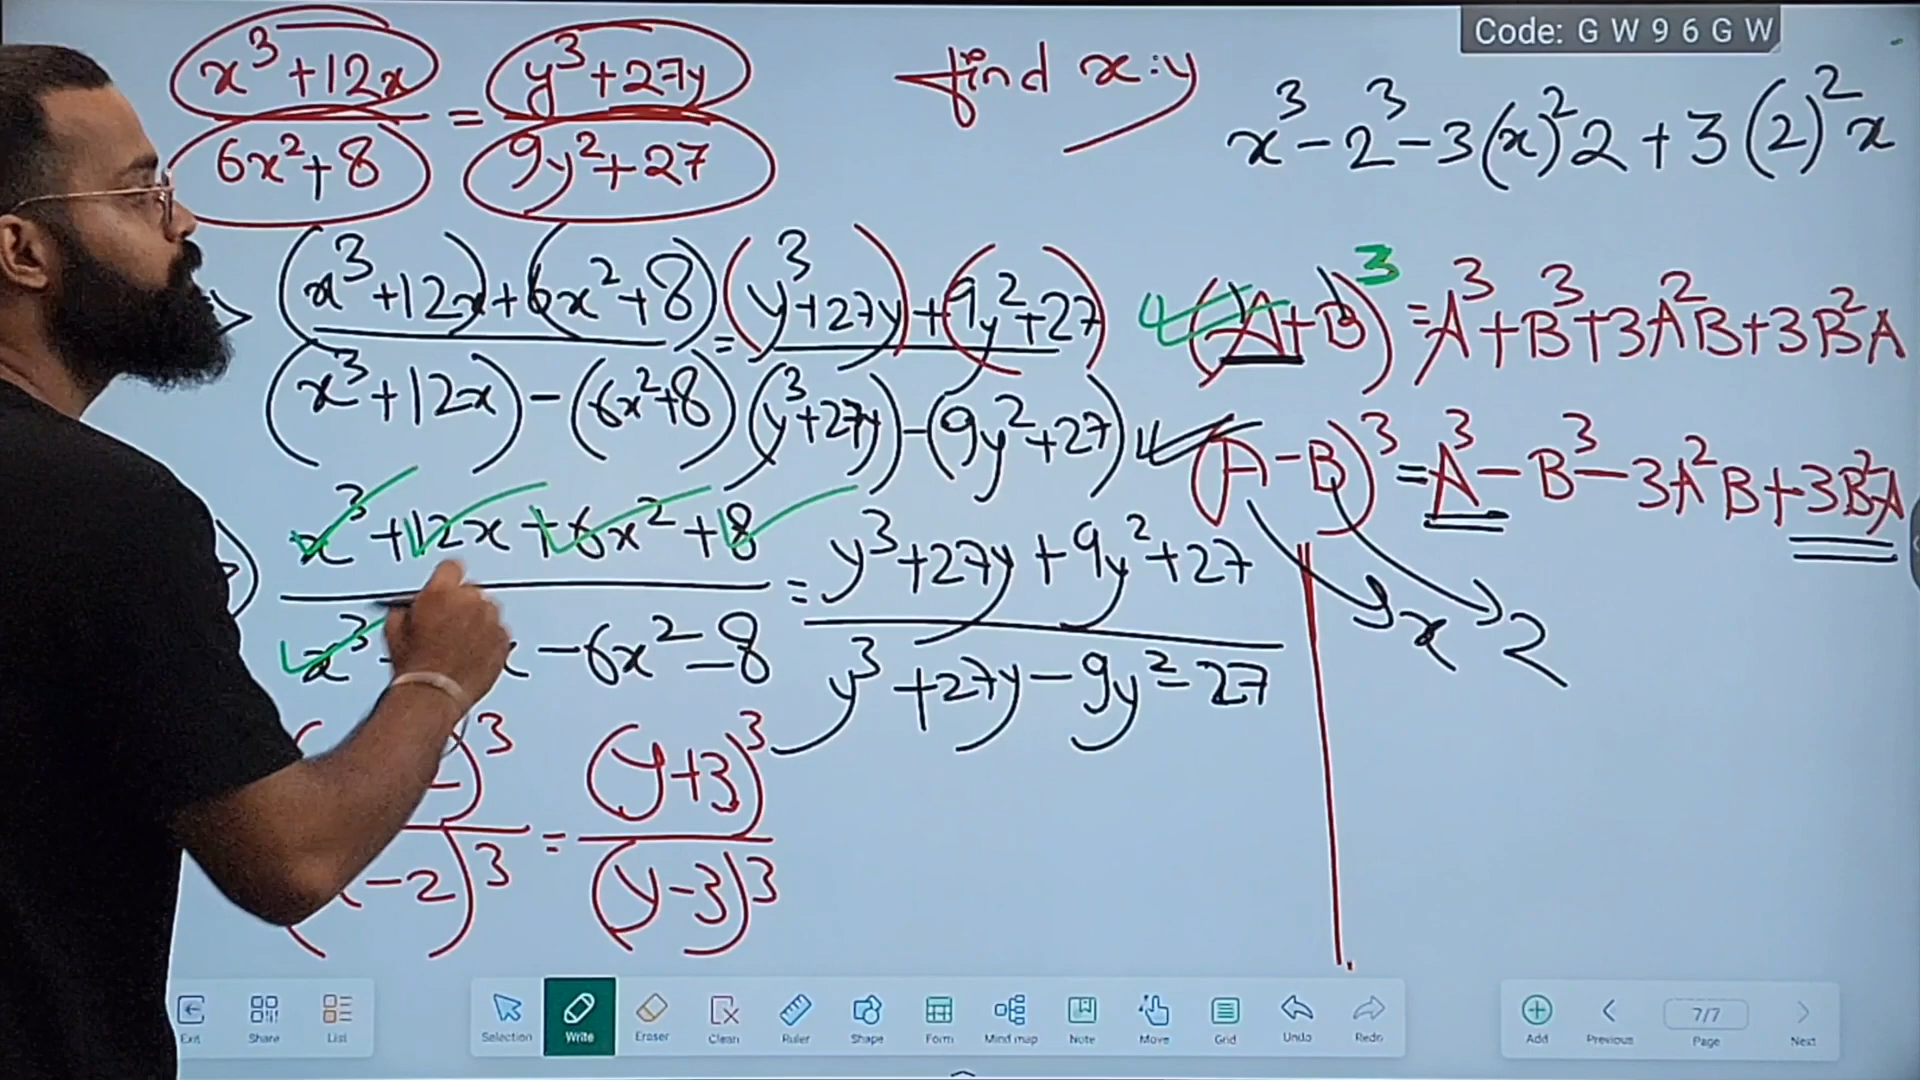 Code: G W 9 6 G W
x³+12x / 6x²+8 = y³+27y / 9y²+27
find x:y
x³-2³-3(x)²2+3(2)²x
(x³+12x)+(6x²+8) / (x³+12x)-(6x²+8) = (y³+27y)+(9y²+27) / (y³+27y)-(9y²+27)
(A+B)³=A³+B³+3A²B+3B²A
(A-B)³=A³-B³-3A²B+3B²A
x 2
x³+12x+6x²+8 / x³ x-6x²-8 = y³+27y+9y²+27 / y³+27y-9y²-27
)³ / -2)³ = (y+3)³ / (y-3)³
Exit Share List Selection Write Eraser Clean Ruler Shape Form Mind map Note Move Grid Undo Redo Add Previous 7/7 Page Next